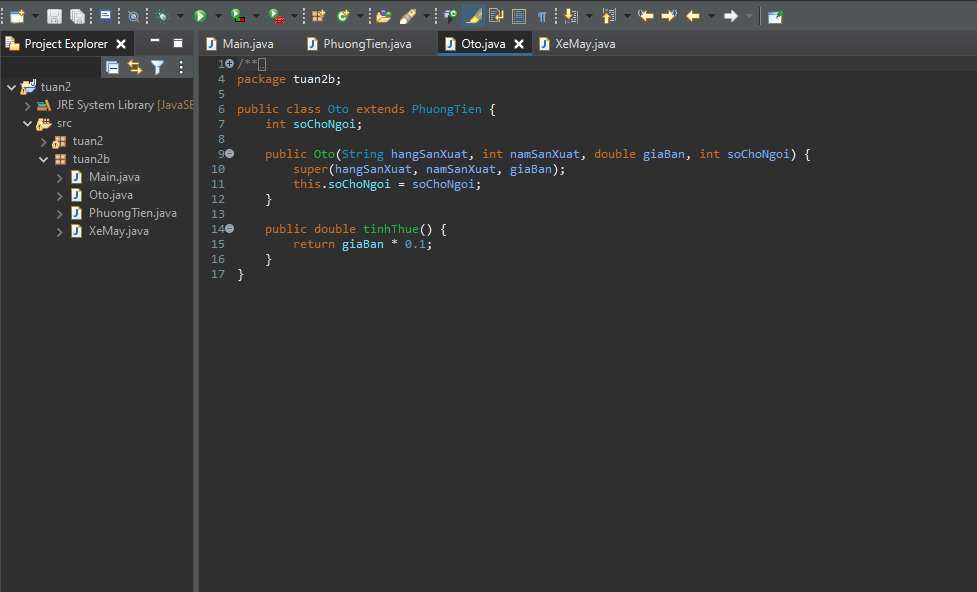 Project Explorer
Main.java
PhuongTien.java
Oto.java
XeMay.java
tuan2
JRE System Library [JavaSE
src
tuan2
tuan2b
Main.java
Oto.java
PhuongTien.java
XeMay.java
1 /**
4 package tuan2b;
5
6 public class Oto extends PhuongTien {
7 int soChoNgoi;
8
9 public Oto(String hangSanXuat, int namSanXuat, double giaBan, int soChoNgoi) {
10 super(hangSanXuat, namSanXuat, giaBan);
11 this.soChoNgoi = soChoNgoi;
12 }
13
14 public double tinhThue() {
15 return giaBan * 0.1;
16 }
17 }